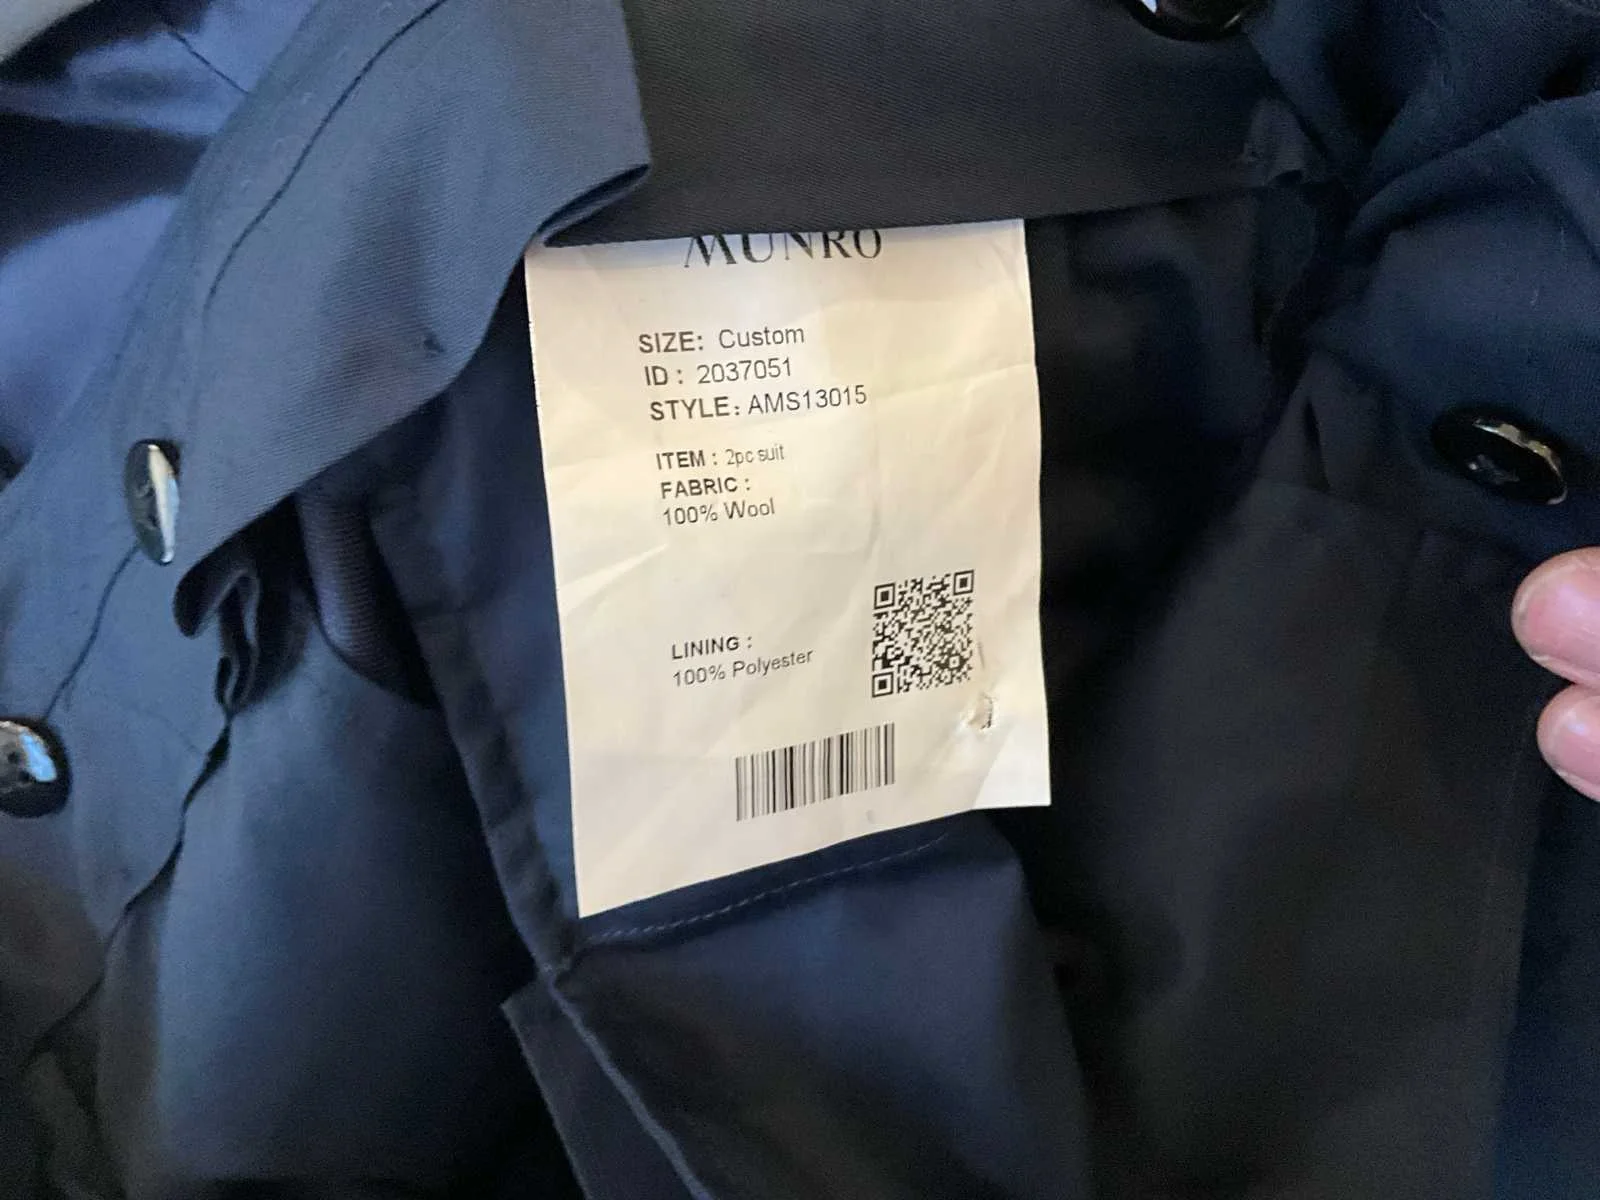 MUNRO
SIZE: Custom
ID : 2037051
STYLE: AMS13015
ITEM : 2pc suit
FABRIC :
100% Wool
LINING :
100% Polyester